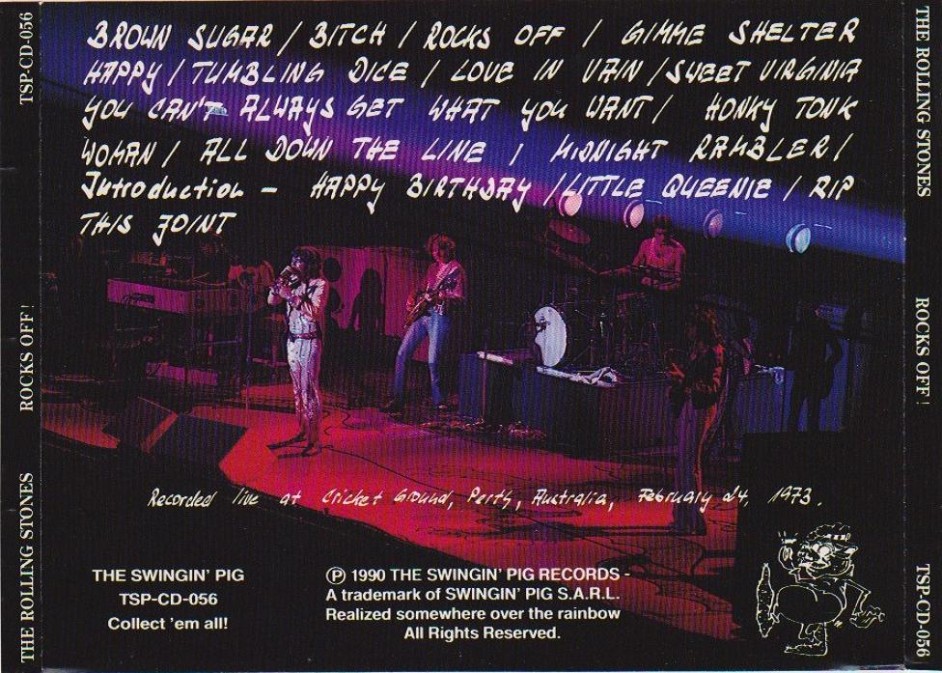 BROWN SUGAR / BITCH / ROCKS OFF / GIMME SHELTER
HAPPY / TUMBLING DICE / LOVE IN VAIN / SWEET VIRGINIA
YOU CAN'T ALWAYS GET WHAT YOU WANT / HONKY TONK
WOMAN / ALL DOWN THE LINE / MIDNIGHT RAMBLER /
Introduction - HAPPY BIRTHDAY / LITTLE QUEENIE / RIP
THIS JOINT
Recorded live at Cricket Ground, Perth, Australia, February 24, 1973.
THE SWINGIN' PIG
TSP-CD-056
Collect 'em all!
Ⓟ 1990 THE SWINGIN' PIG RECORDS -
A trademark of SWINGIN' PIG S.A.R.L.
Realized somewhere over the rainbow
All Rights Reserved.
THE ROLLING STONES ROCKS OFF! TSP-CD-056
THE ROLLING STONES ROCKS OFF! TSP-CD-056